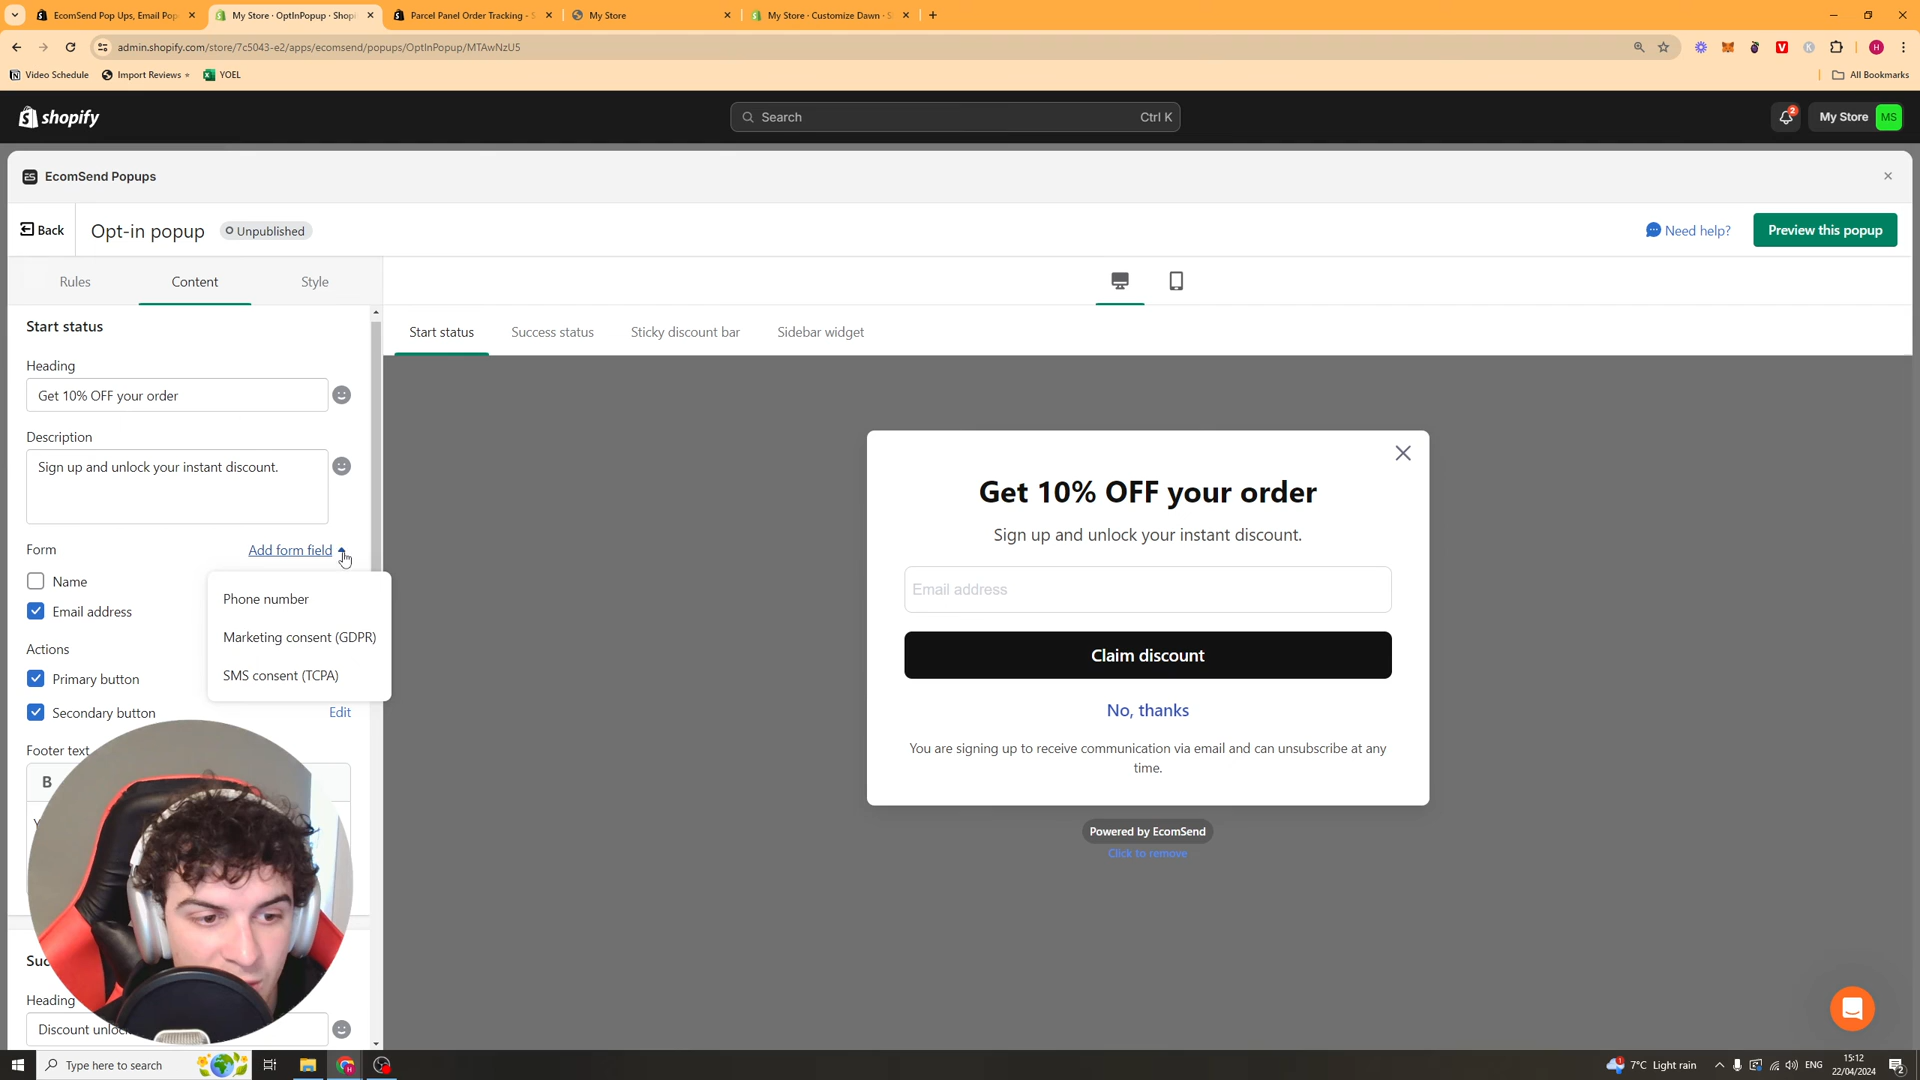 EcomSend Pop Ups, Email Pop
My Store · OptInPopup · Shopi
Parcel Panel Order Tracking - S
My Store
My Store · Customize Dawn · S
admin.shopify.com/store/7c5043-e2/apps/ecomsend/popups/OptInPopup/MTAwNzU5
Video Schedule
Import Reviews
YOEL
All Bookmarks
shopify
Search
Ctrl K
2
My Store
MS
EcomSend Popups
Back
Opt-in popup
Unpublished
Need help?
Preview this popup
Rules
Content
Style
Start status
Success status
Sticky discount bar
Sidebar widget
Start status
Heading
Get 10% OFF your order
Description
Sign up and unlock your instant discount.
Form
Add form field
Name
Email address
Phone number
Marketing consent (GDPR)
SMS consent (TCPA)
Actions
Primary button
Secondary button
Edit
Footer text
B
Y
Suc
Heading
Discount unloc
Get 10% OFF your order
Sign up and unlock your instant discount.
Email address
Claim discount
No, thanks
You are signing up to receive communication via email and can unsubscribe at any
time.
Powered by EcomSend
Click to remove
Type here to search
7°C Light rain
ENG
15:12
22/04/2024
2